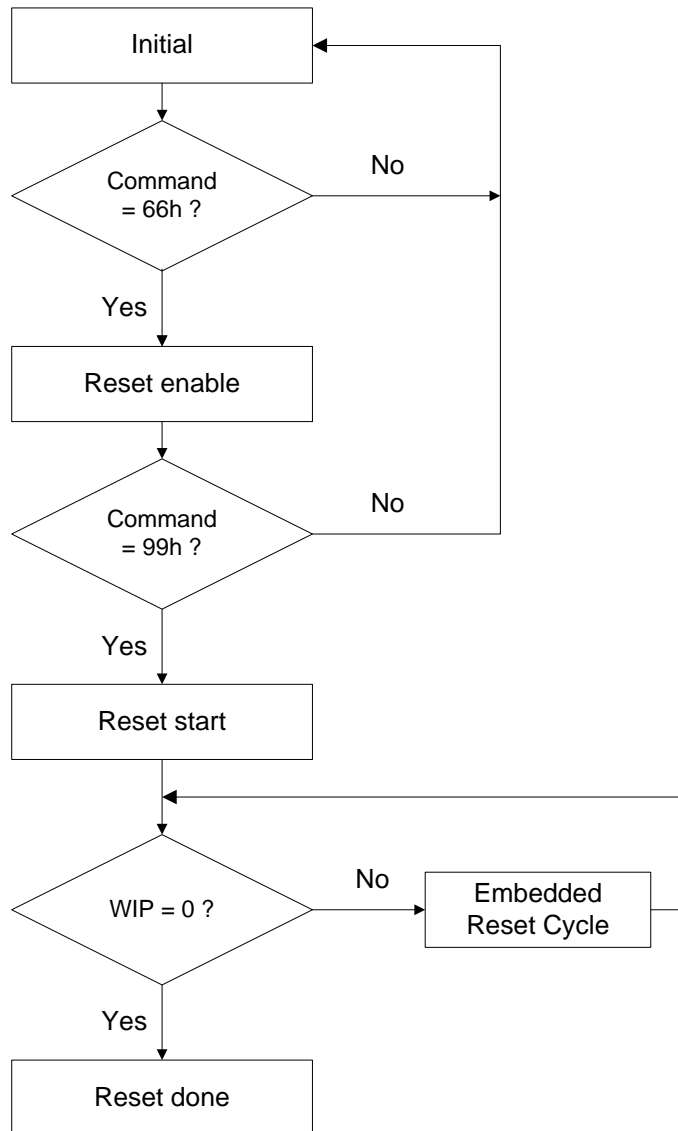 Initial
Command
= 66h ?
No
Yes
Reset enable
Command
= 99h ?
No
Yes
Reset start
WIP = 0 ?
No
Embedded
Reset Cycle
Yes
Reset done